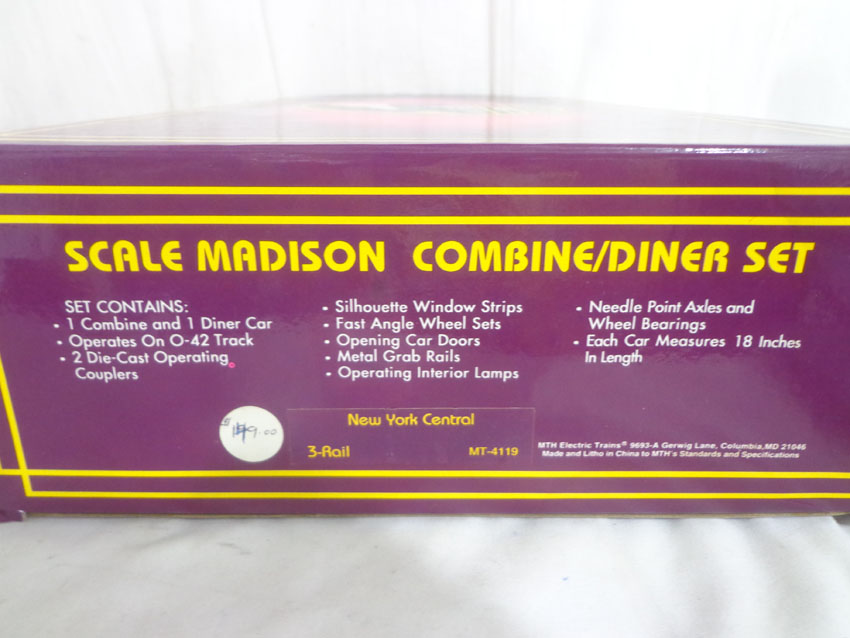 SCALE MADISON COMBINE/DINER SET
SET CONTAINS:
• 1 Combine and 1 Diner Car
• Operates On O-42 Track
• 2 Die-Cast Operating
Couplers
• Silhouette Window Strips
• Fast Angle Wheel Sets
• Opening Car Doors
• Metal Grab Rails
• Operating Interior Lamps
• Needle Point Axles and
Wheel Bearings
• Each Car Measures 18 Inches
In Length
New York Central
3-Rail MT-4119
MTH Electric Trains® 9693-A Gerwig Lane, Columbia,MD 21046
Made and Litho in China to MTH's Standards and Specifications